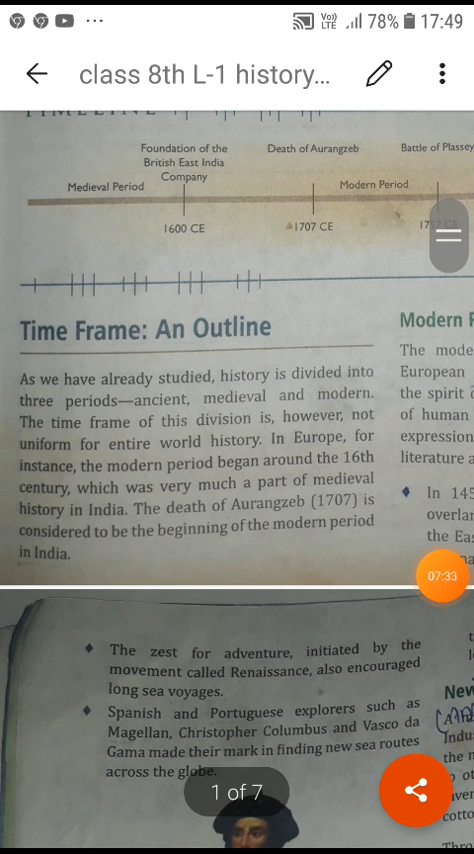 Vo))
LTE
78%
17:49
class 8th L-1 history...
TIMELINE
Foundation of the
British East India
Company
Death of Aurangzeb
Battle of Plassey
Medieval Period
Modern Period
1600 CE
1707 CE
Time Frame: An Outline
As we have already studied, history is divided into
three periods—ancient, medieval and modern.
The time frame of this division is, however, not
uniform for entire world history. In Europe, for
instance, the modern period began around the 16th
century, which was very much a part of medieval
history in India. The death of Aurangzeb (1707) is
considered to be the beginning of the modern period
in India.
Modern
The mode
European
the spirit
of human
expression
literature a
In 145
overlan
the Eas
07:33
The zest for adventure, initiated by the
movement called Renaissance, also encouraged
long sea voyages.
Spanish and Portuguese explorers such as
Magellan, Christopher Columbus and Vasco da
Gama made their mark in finding new sea routes
across the globe.
New
Indu
the n
cotto
Thro
1 of 7